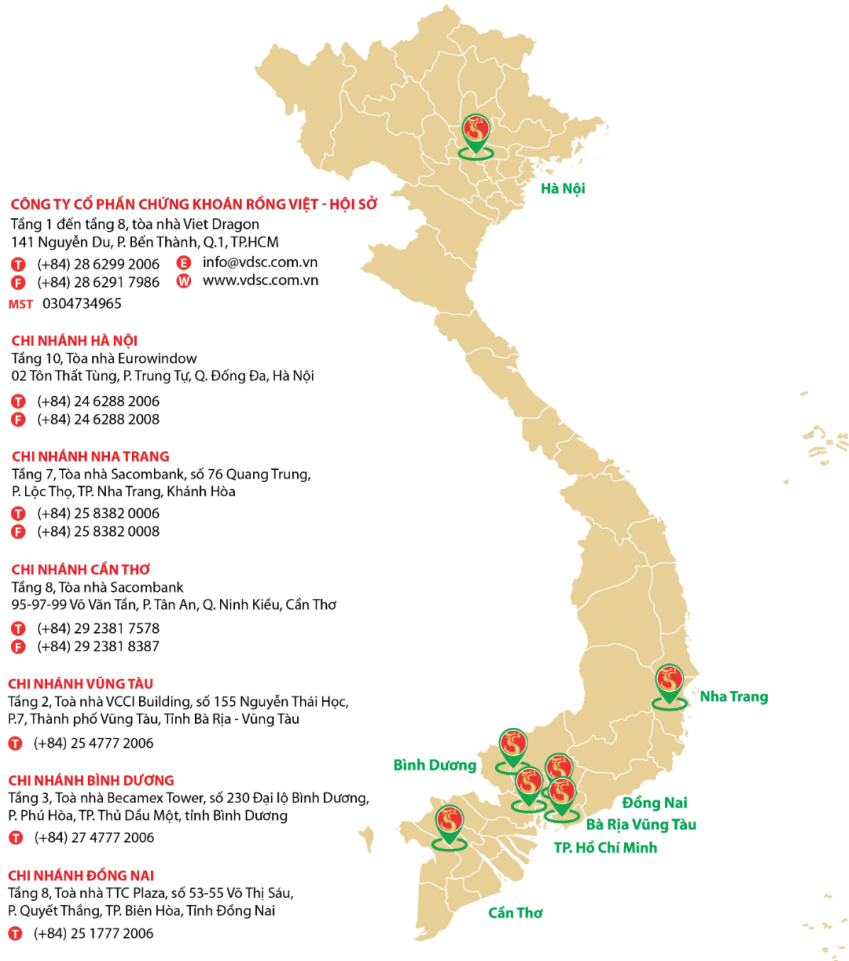 CÔNG TY CỔ PHẦN CHỨNG KHOÁN RỒNG VIỆT - HỘI SỞ
Tầng 1 đến tầng 8, tòa nhà Viet Dragon
141 Nguyễn Du, P. Bến Thành, Q.1, TP.HCM
T (+84) 28 6299 2006 E info@vdsc.com.vn
F (+84) 28 6291 7986 W www.vdsc.com.vn
MST 0304734965
CHI NHÁNH HÀ NỘI
Tầng 10, Tòa nhà Eurowindow
02 Tôn Thất Tùng, P. Trung Tự, Q. Đống Đa, Hà Nội
T (+84) 24 6288 2006
F (+84) 24 6288 2008
CHI NHÁNH NHA TRANG
Tầng 7, Tòa nhà Sacombank, số 76 Quang Trung,
P. Lộc Thọ, TP. Nha Trang, Khánh Hòa
T (+84) 25 8382 0006
F (+84) 25 8382 0008
CHI NHÁNH CẦN THƠ
Tầng 8, Tòa nhà Sacombank
95-97-99 Võ Văn Tần, P. Tân An, Q. Ninh Kiều, Cần Thơ
T (+84) 29 2381 7578
F (+84) 29 2381 8387
CHI NHÁNH VŨNG TÀU
Tầng 2, Toà nhà VCCI Building, số 155 Nguyễn Thái Học,
P.7, Thành phố Vũng Tàu, Tỉnh Bà Rịa - Vũng Tàu
T (+84) 25 4777 2006
CHI NHÁNH BÌNH DƯƠNG
Tầng 3, Toà nhà Becamex Tower, số 230 Đại lộ Bình Dương,
P. Phú Hòa, TP. Thủ Dầu Một, tỉnh Bình Dương
T (+84) 27 4777 2006
CHI NHÁNH ĐỒNG NAI
Tầng 8, Toà nhà TTC Plaza, số 53-55 Võ Thị Sáu,
P. Quyết Thắng, TP. Biên Hòa, Tỉnh Đồng Nai
T (+84) 25 1777 2006
Hà Nội
Nha Trang
Bình Dương
Đồng Nai
Bà Rịa Vũng Tàu
TP. Hồ Chí Minh
Cần Thơ